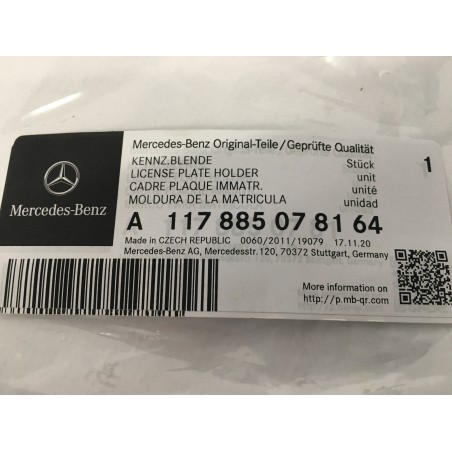 Mercedes-Benz Original-Teile/Geprüfte Qualität
KENNZ.BLENDE Stück 1
LICENSE PLATE HOLDER unit
CADRE PLAQUE IMMATR. unité
MOLDURA DE LA MATRICULA unidad
Mercedes-Benz
A 117 885 07 81 64
Made in CZECH REPUBLIC 0060/2011/19079 17.11.20
Mercedes-Benz AG, Mercedesstr.120, 70372 Stuttgart, Germany
More information on
http://p.mb-qr.com